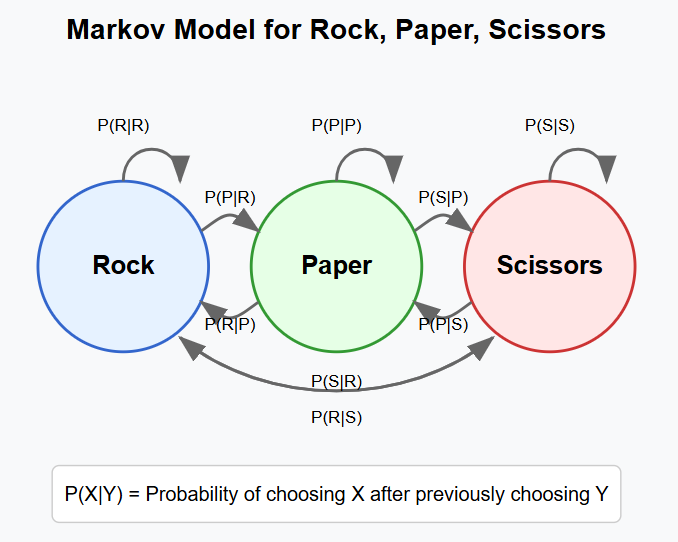 Markov Model for Rock, Paper, Scissors
P(R|R)
P(P|P)
P(S|S)
P(P|R)
P(S|P)
Rock
Paper
Scissors
P(R|P)
P(P|S)
P(S|R)
P(R|S)
P(X|Y) = Probability of choosing X after previously choosing Y